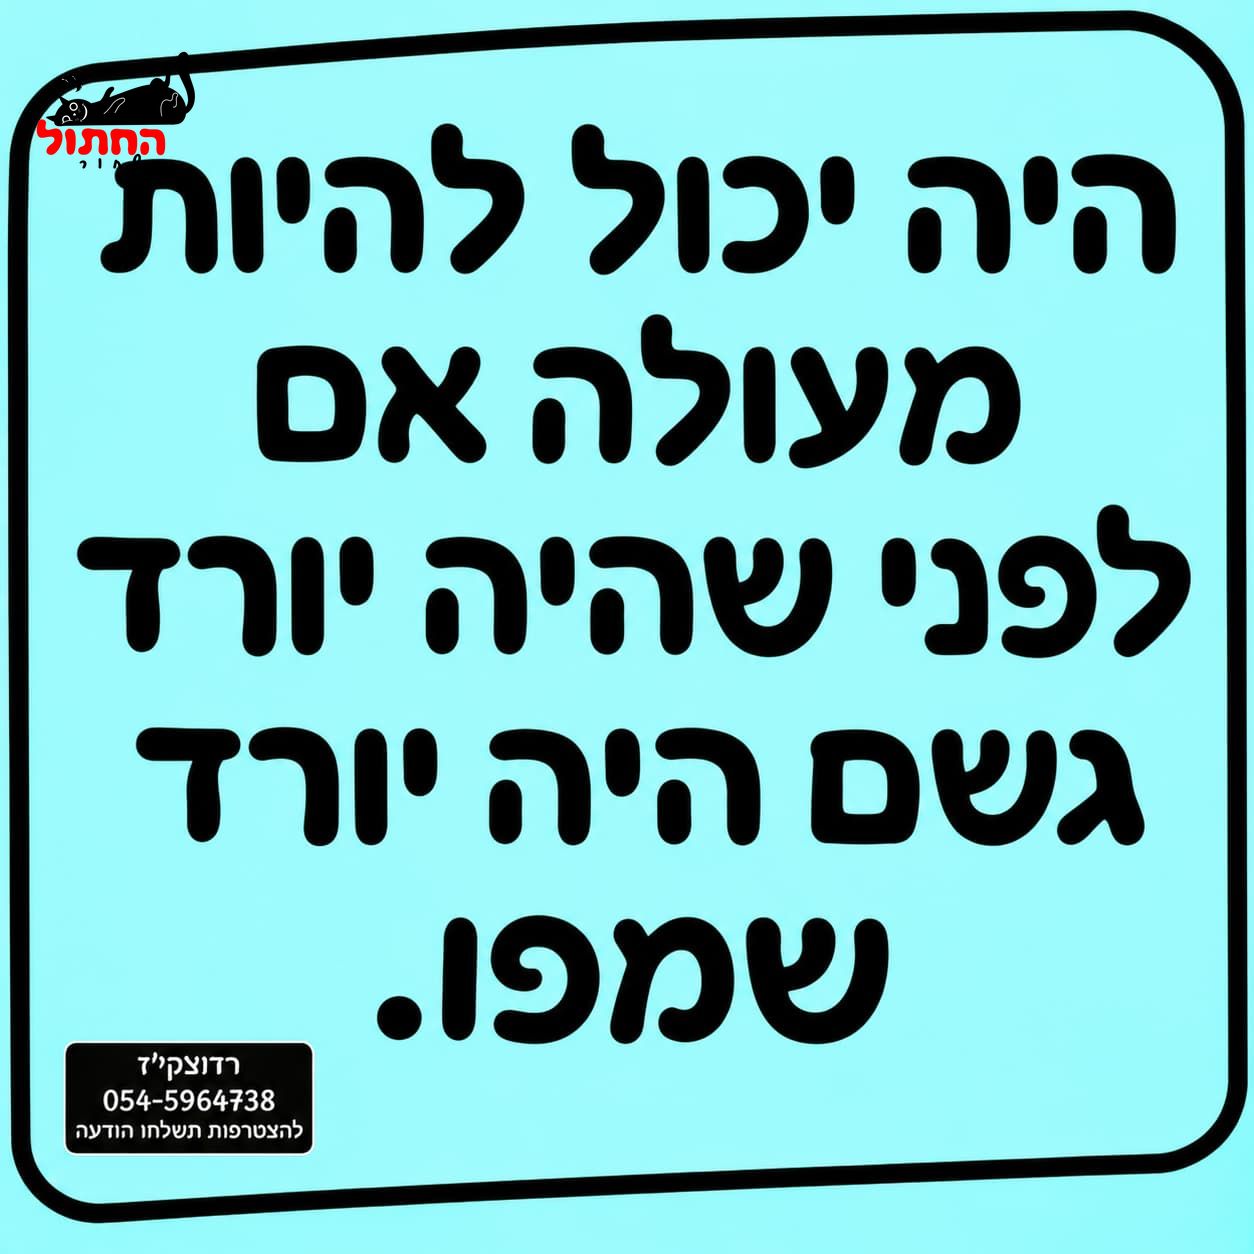 החתול
שמור
היה יכול להיות
מעולה אם
לפני שהיה יורד
גשם היה יורד
שמפו.
רדוצקי'ז
054-5964738
להצטרפות תשלחו הודעה